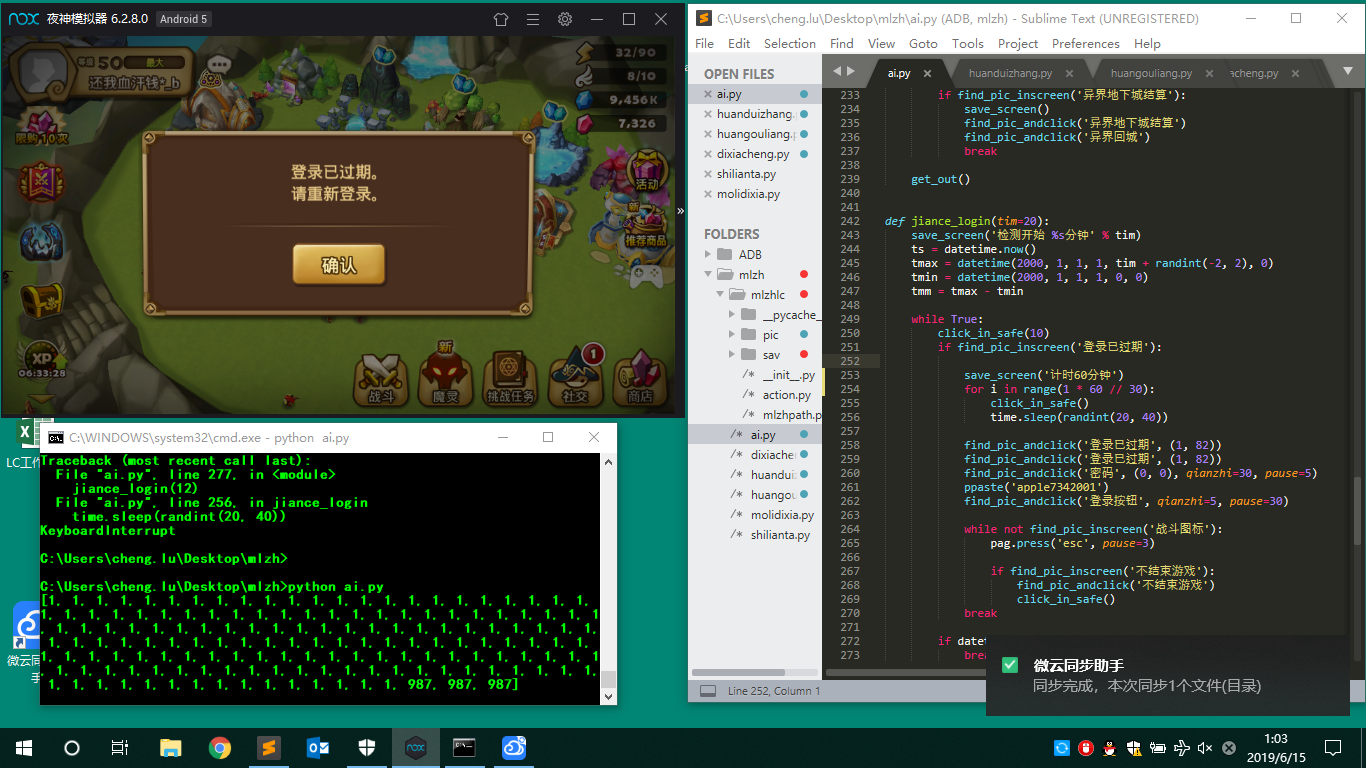 nox 夜神模拟器 6.2.8.0 Android 5
等级 50 最大
还我血汗钱*_b
32/90
8/10
9,456K
7,326
限购10次
活动
新
推荐商品
登录已过期。
请重新登录。
确认
XP
06:33:28
战斗
新
魔灵
挑战任务
1
社交
商店
»
C:\Users\cheng.lu\Desktop\mlzh\ai.py (ADB, mlzh) - Sublime Text (UNREGISTERED)
File Edit Selection Find View Goto Tools Project Preferences Help
OPEN FILES
ai.py
huanduizhang.
huangouliang.
dixiacheng.py
shilianta.py
molidixia.py
FOLDERS
ADB
mlzh
mlzhlc
__pycache_
pic
sav
/* __init__.py
/* action.py
/* mlzhpath.p
/* ai.py
/* dixiacher
/* huandui
/* huangou
/* molidixia.py
/* shilianta.py
ai.py huanduizhang.py huangouliang.py acheng.py
233 if find_pic_inscreen('异界地下城结算'):
234 save_screen()
235 find_pic_andclick('异界地下城结算')
236 find_pic_andclick('异界回城')
237 break
238
239 get_out()
240
241
242 def jiance_login(tim=20):
243 save_screen('检测开始 %s分钟' % tim)
244 ts = datetime.now()
245 tmax = datetime(2000, 1, 1, 1, tim + randint(-2, 2), 0)
246 tmin = datetime(2000, 1, 1, 1, 0, 0)
247 tmm = tmax - tmin
248
249 while True:
250 click_in_safe(10)
251 if find_pic_inscreen('登录已过期'):
252
253 save_screen('计时60分钟')
254 for i in range(1 * 60 // 30):
255 click_in_safe()
256 time.sleep(randint(20, 40))
257
258 find_pic_andclick('登录已过期', (1, 82))
259 find_pic_andclick('登录已过期', (1, 82))
260 find_pic_andclick('密码', (0, 0), qianzhi=30, pause=5)
261 ppaste('apple7342001')
262 find_pic_andclick('登录按钮', qianzhi=5, pause=30)
263
264 while not find_pic_inscreen('战斗图标'):
265 pag.press('esc', pause=3)
266
267 if find_pic_inscreen('不结束游戏'):
268 find_pic_andclick('不结束游戏')
269 click_in_safe()
270 break
271
272 if datet
273 brea
Line 252, Column 1
微云同步助手
同步完成，本次同步1个文件(目录)
LC工作
微云同
手
C:\WINDOWS\system32\cmd.exe - python ai.py
Traceback (most recent call last):
File "ai.py", line 277, in <module>
jiance_login(12)
File "ai.py", line 256, in jiance_login
time.sleep(randint(20, 40))
KeyboardInterrupt
C:\Users\cheng.lu\Desktop\mlzh>
C:\Users\cheng.lu\Desktop\mlzh>python ai.py
[1, 1, 1, 1, 1, 1, 1, 1, 1, 1, 1, 1, 1, 1, 1, 1, 1, 1, 1, 1, 1, 1, 1,
1, 1, 1, 1, 1, 1, 1, 1, 1, 1, 1, 1, 1, 1, 1, 1, 1, 1, 1, 1, 1, 1, 1, 1
, 1, 1, 1, 1, 1, 1, 1, 1, 1, 1, 1, 1, 1, 1, 1, 1, 1, 1, 1, 1, 1, 1, 1,
1, 1, 1, 1, 1, 1, 1, 1, 1, 1, 1, 1, 1, 1, 1, 1, 1, 1, 1, 1, 1, 1, 1, 1
1, 1, 1, 1, 1, 1, 1, 1, 1, 1, 1, 1, 1, 1, 1, 1, 1, 1, 1, 1, 1, 1, 1, 1
, 1, 1, 1, 1, 1, 1, 1, 1, 1, 1, 1, 1, 1, 1, 1, 1, 1, 1, 1, 1, 1, 1, 1,
1, 1, 1, 1, 1, 1, 1, 1, 1, 1, 1, 1, 1, 1, 1, 987, 987, 987]
1:03
2019/6/15